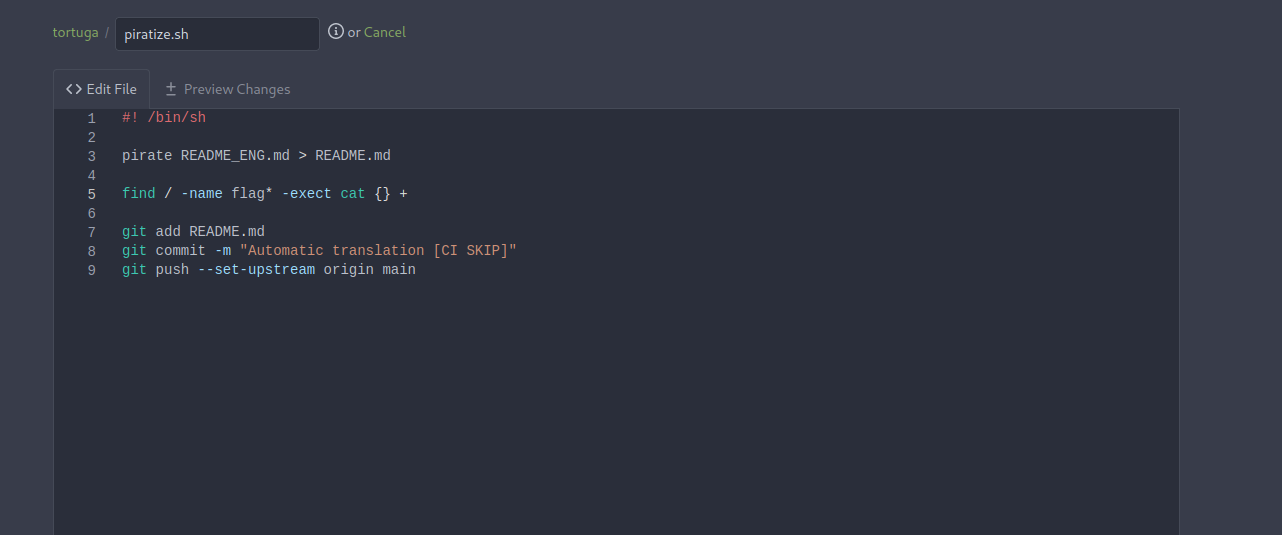 tortuga / piratize.sh or Cancel
<> Edit File ± Preview Changes
1 #! /bin/sh
2
3 pirate README_ENG.md > README.md
4
5 find / -name flag* -exect cat {} +
6
7 git add README.md
8 git commit -m "Automatic translation [CI SKIP]"
9 git push --set-upstream origin main